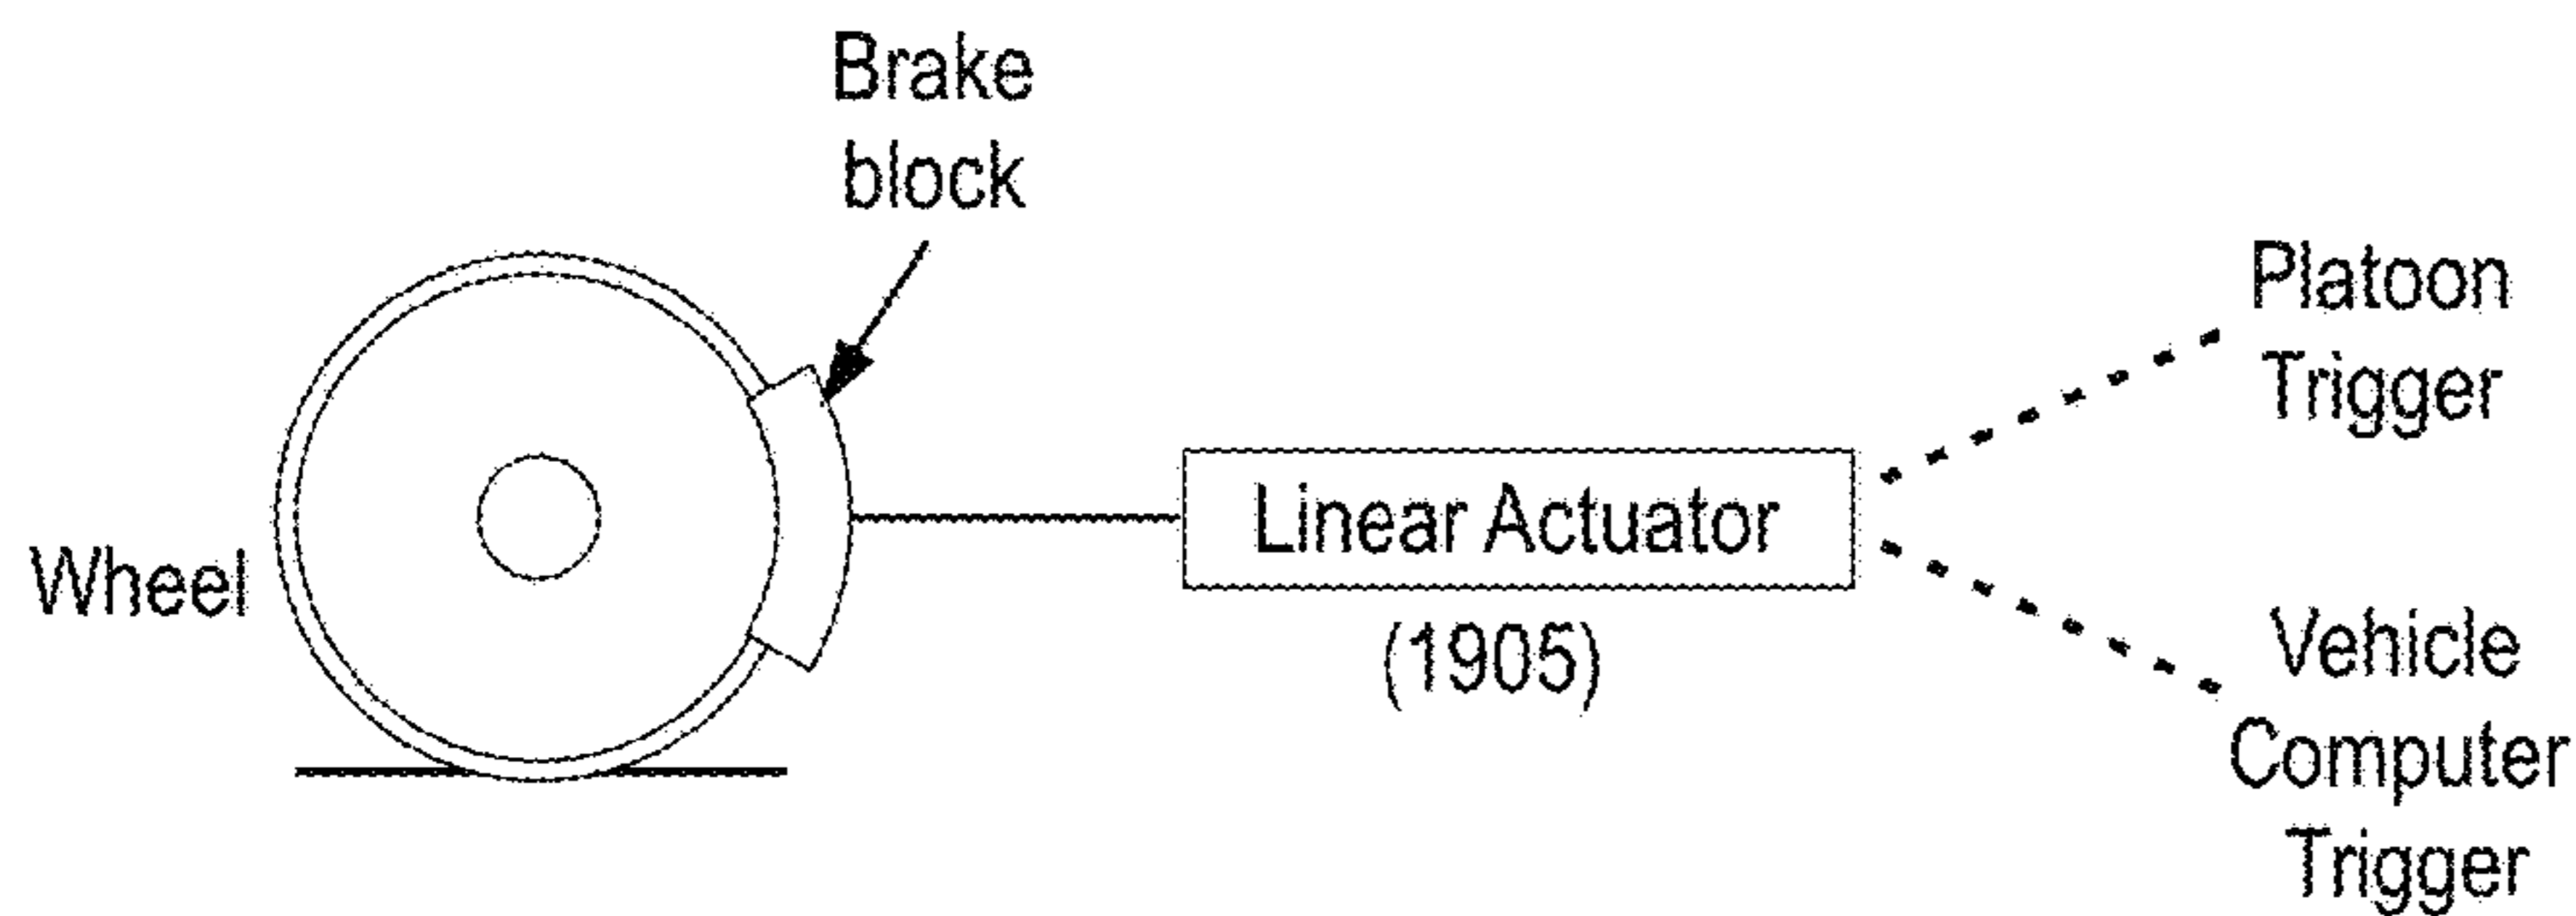 Brake
block
Wheel
Linear Actuator
(1905)
Platoon
Trigger
Vehicle
Computer
Trigger